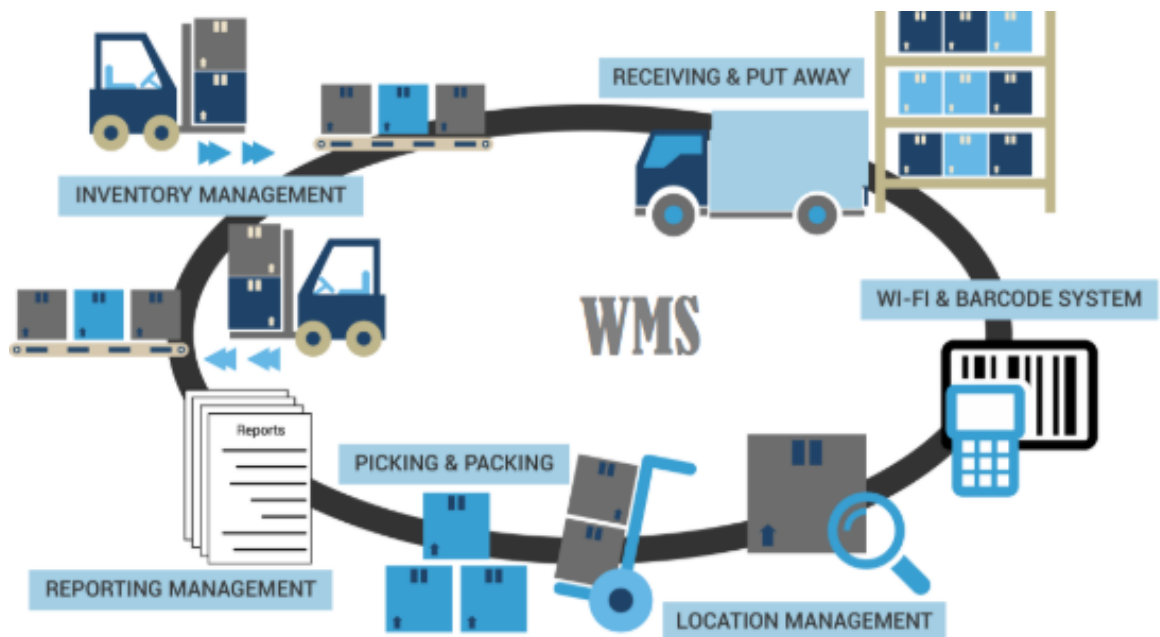 RECEIVING & PUT AWAY
INVENTORY MANAGEMENT
WI-FI & BARCODE SYSTEM
WMS
Reports
PICKING & PACKING
REPORTING MANAGEMENT
LOCATION MANAGEMENT